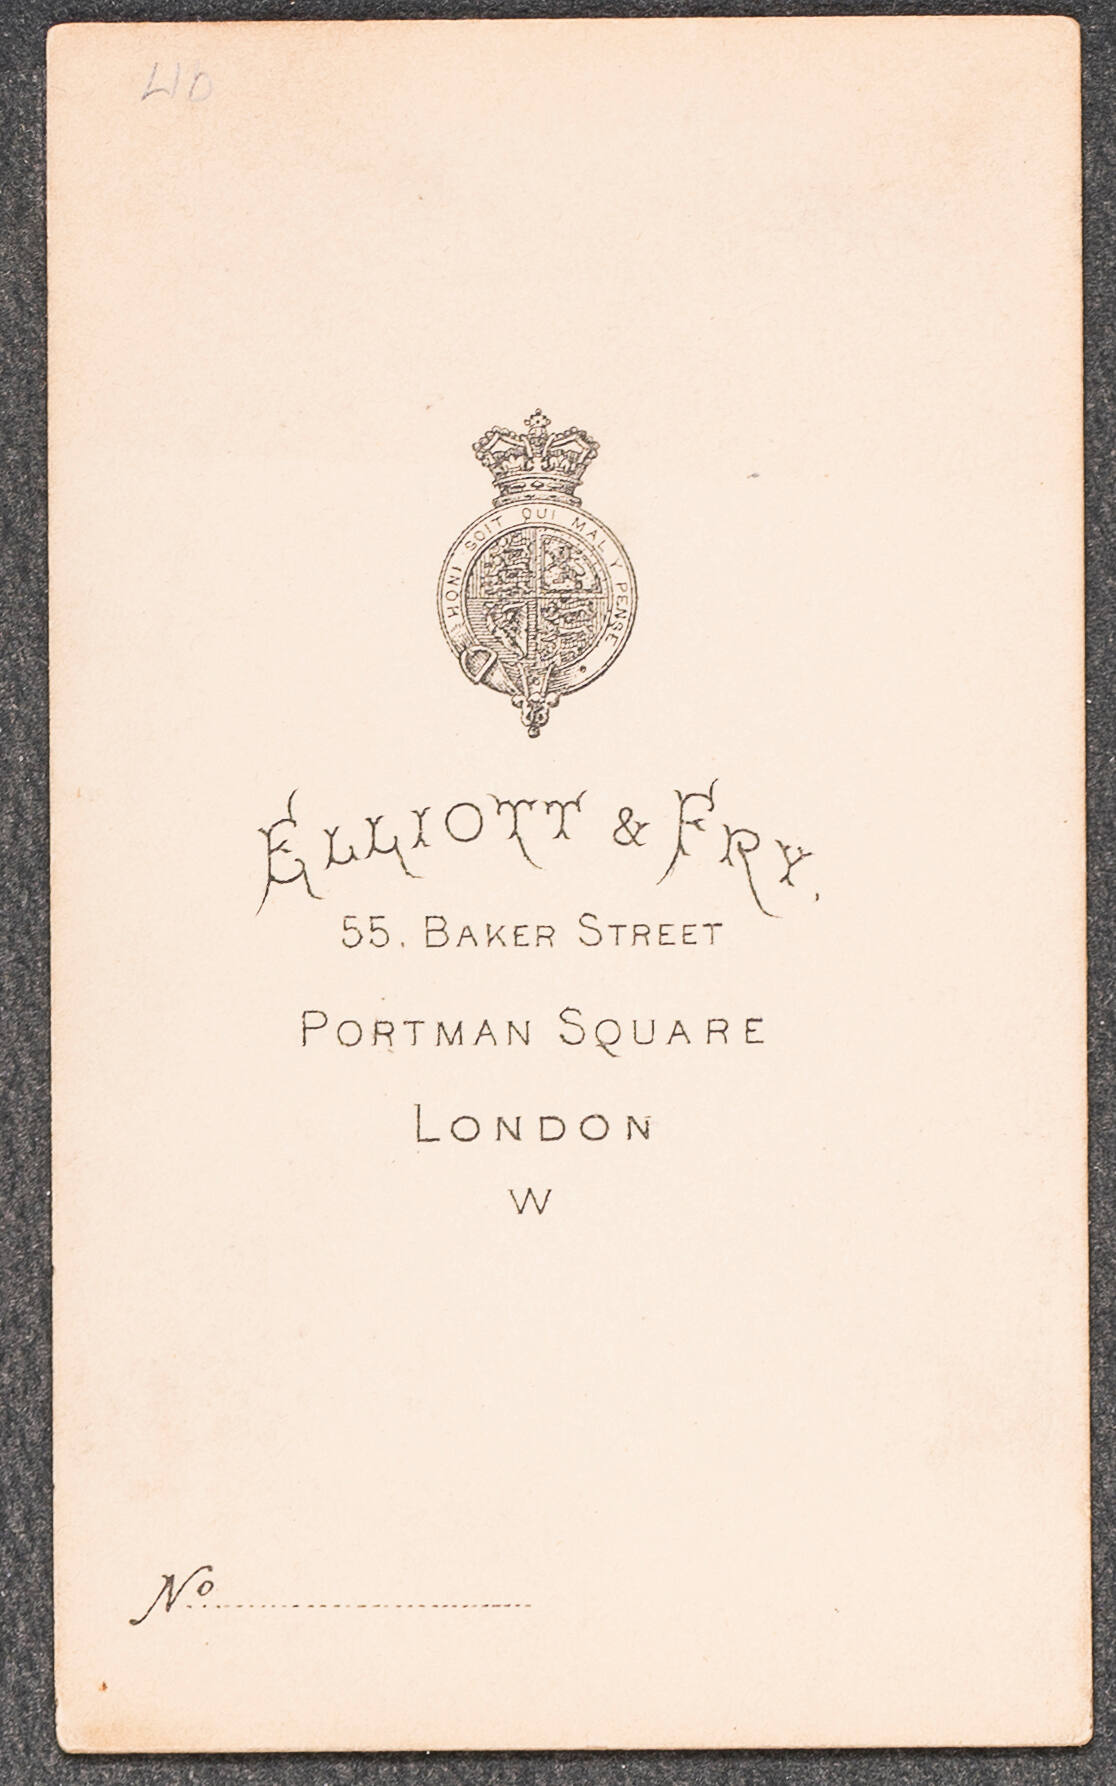 40
HONI SOIT QUI MAL Y PENSE
ELLIOTT & FRY,
55. BAKER STREET
PORTMAN SQUARE
LONDON
W
No